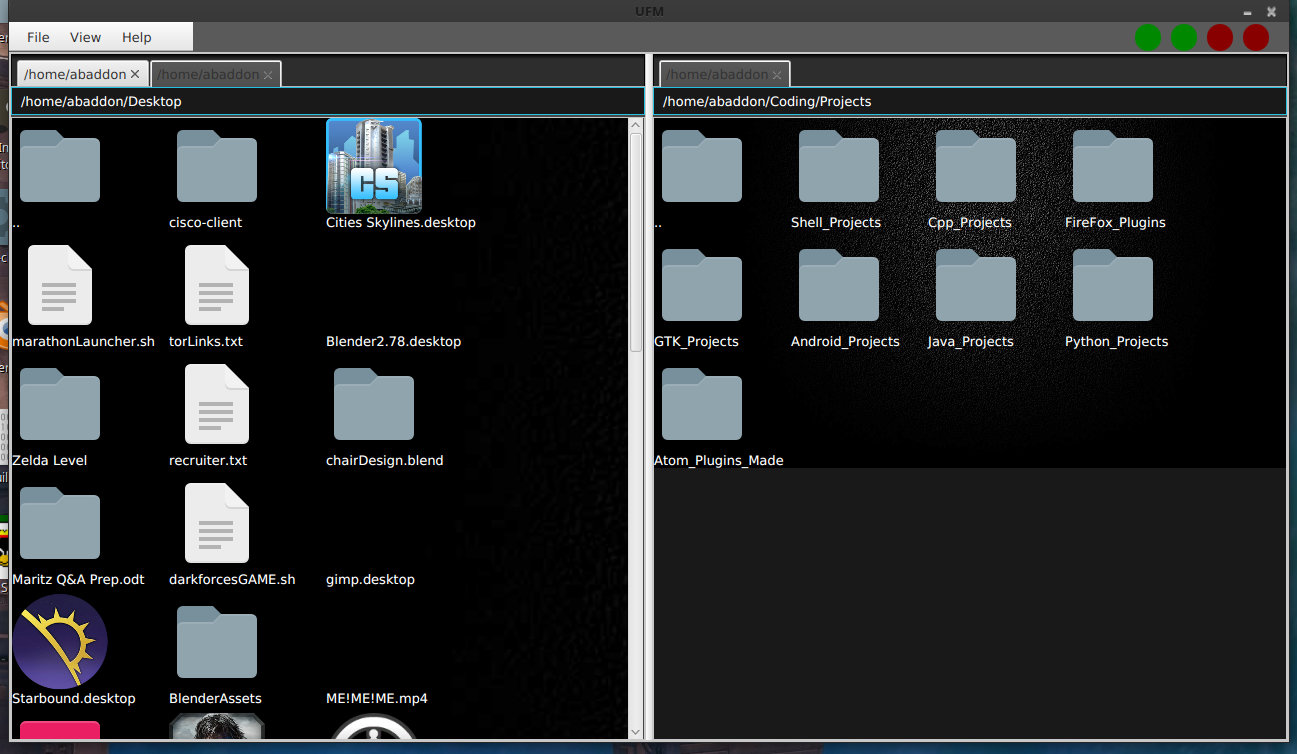 UFM
File View Help
/home/abaddon
/home/abaddon
/home/abaddon
/home/abaddon/Desktop
/home/abaddon/Coding/Projects
..
cisco-client
CS
Cities Skylines.desktop
marathonLauncher.sh
torLinks.txt
Blender2.78.desktop
Zelda Level
recruiter.txt
chairDesign.blend
Maritz Q&A Prep.odt
darkforcesGAME.sh
gimp.desktop
Starbound.desktop
BlenderAssets
ME!ME!ME.mp4
..
Shell_Projects
Cpp_Projects
FireFox_Plugins
GTK_Projects
Android_Projects
Java_Projects
Python_Projects
Atom_Plugins_Made